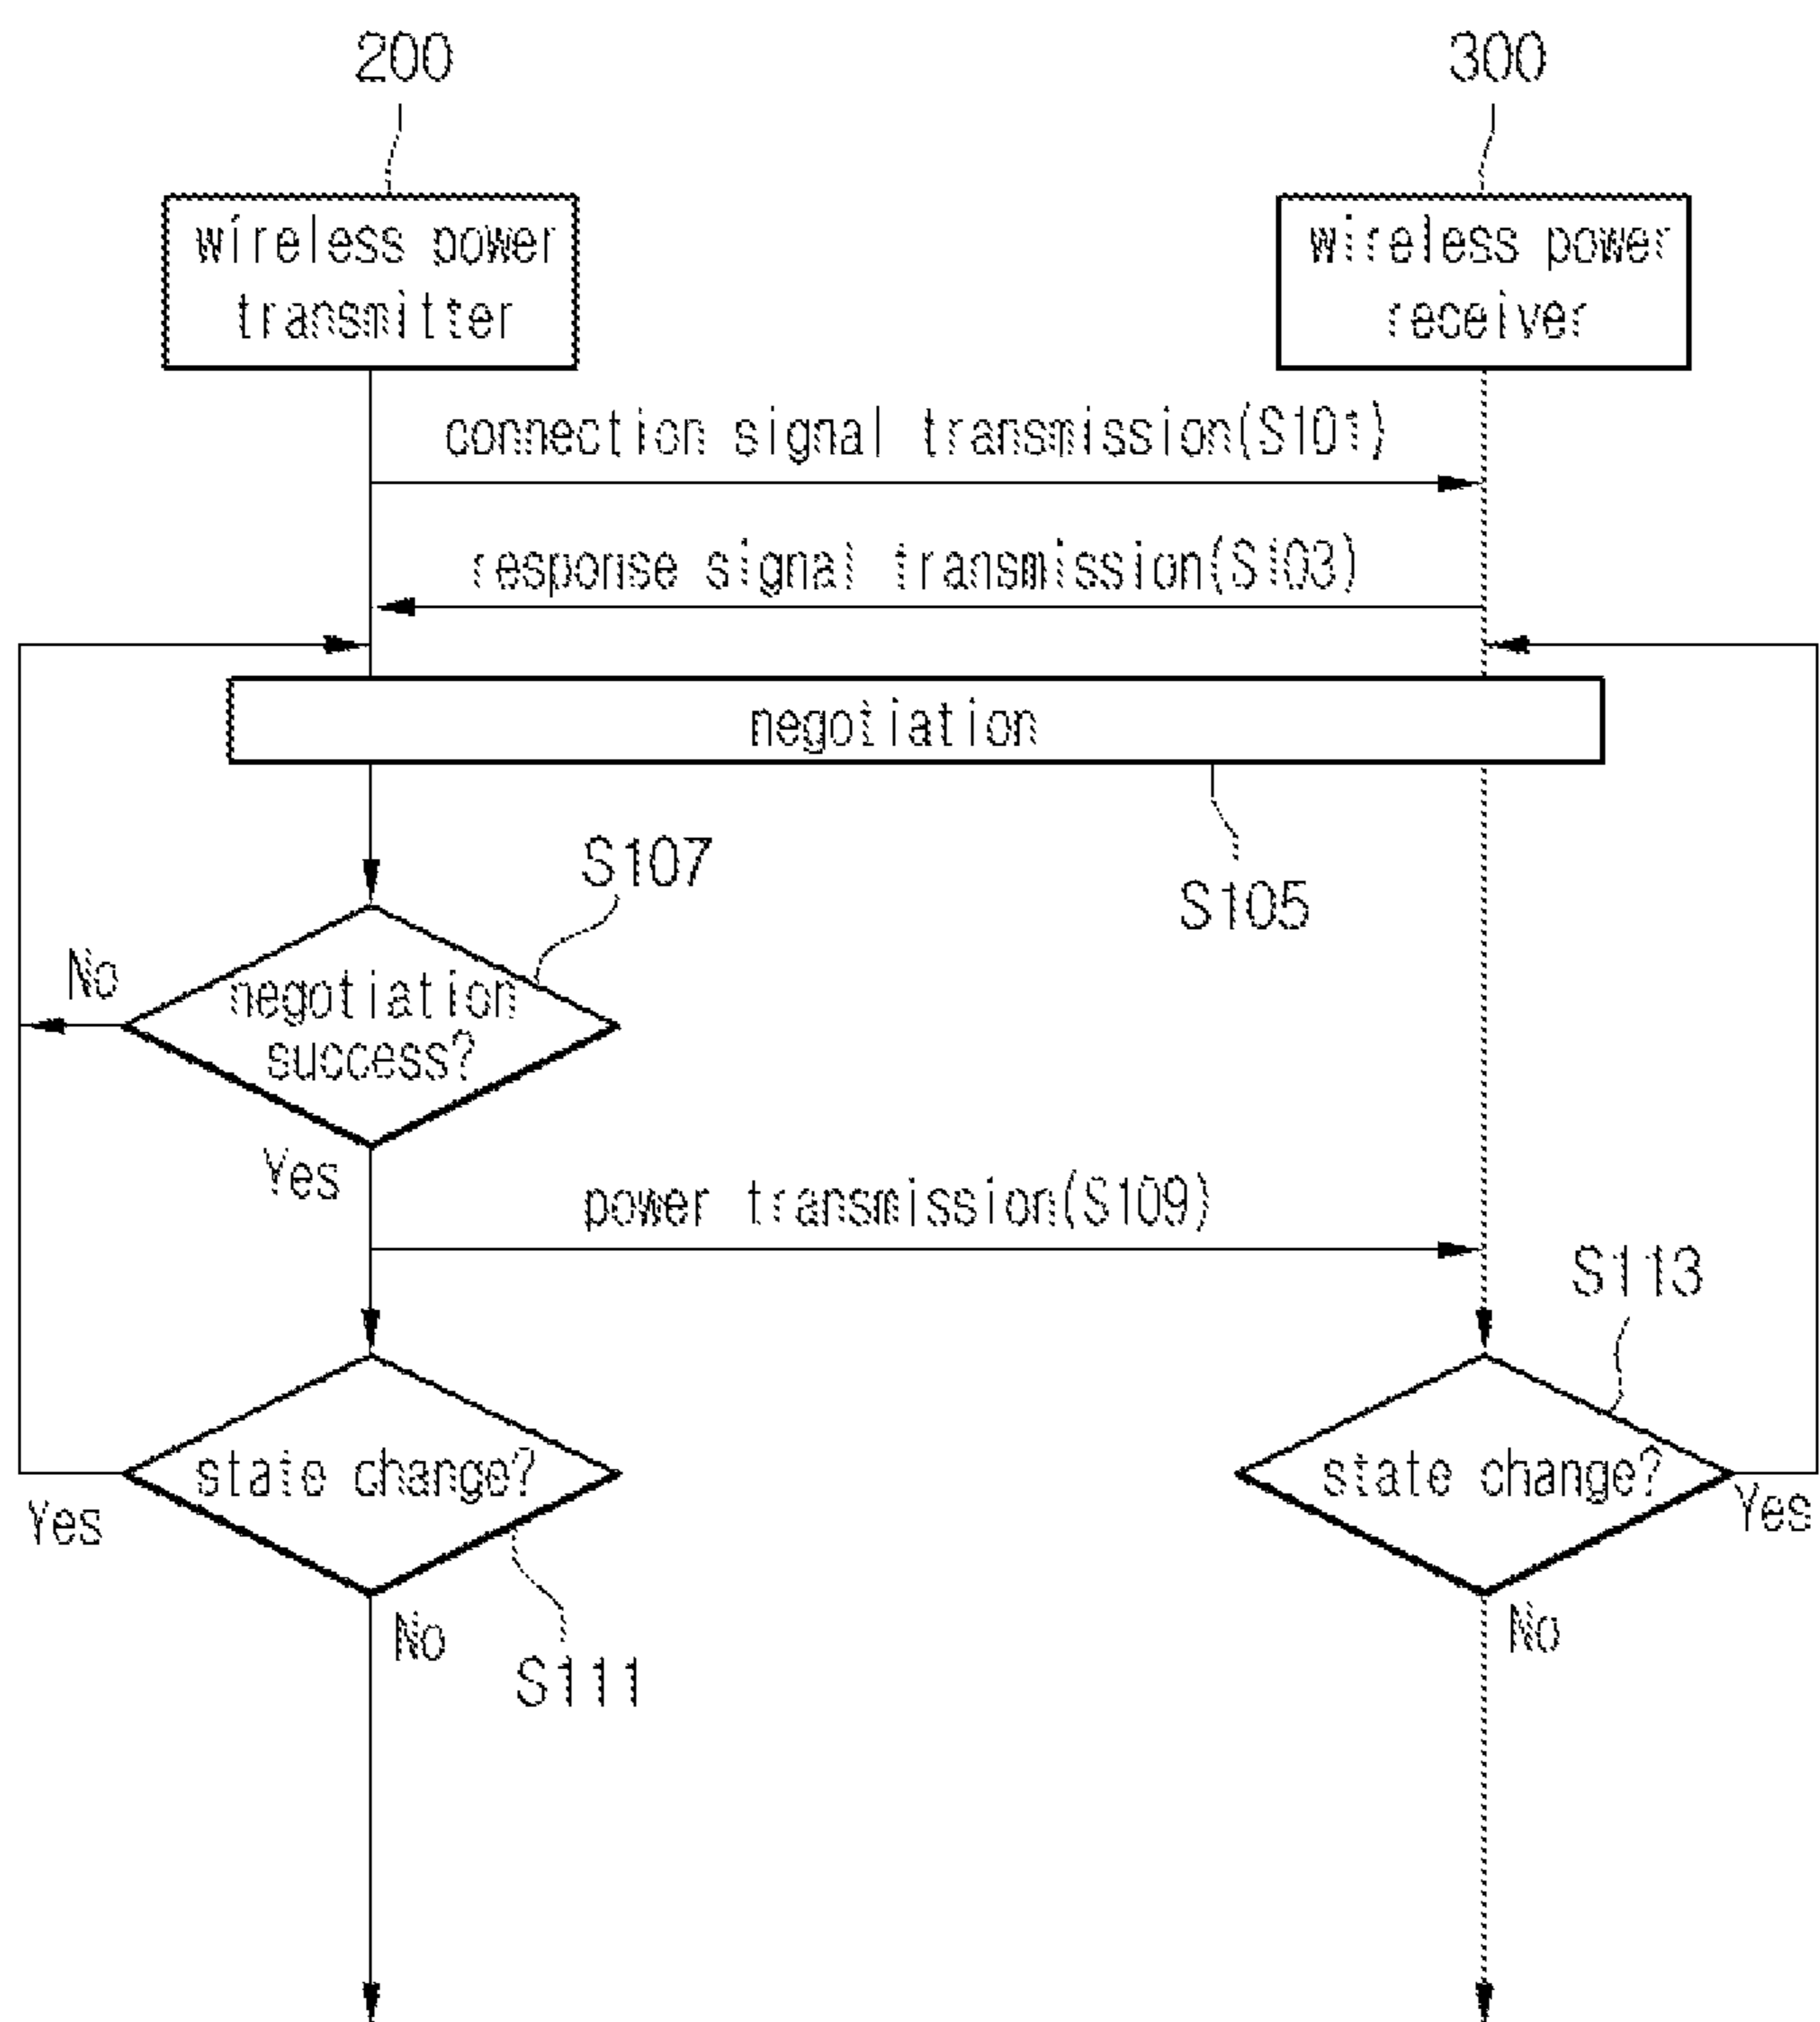 200
300
wireless power
transmitter
wireless power
receiver
connection signal transmission(S101)
response signal transmission(S103)
negotiation
S105
S107
No
negotiation
success?
Yes
power transmission(S109)
S113
state change?
Yes
No
S111
state change?
Yes
No